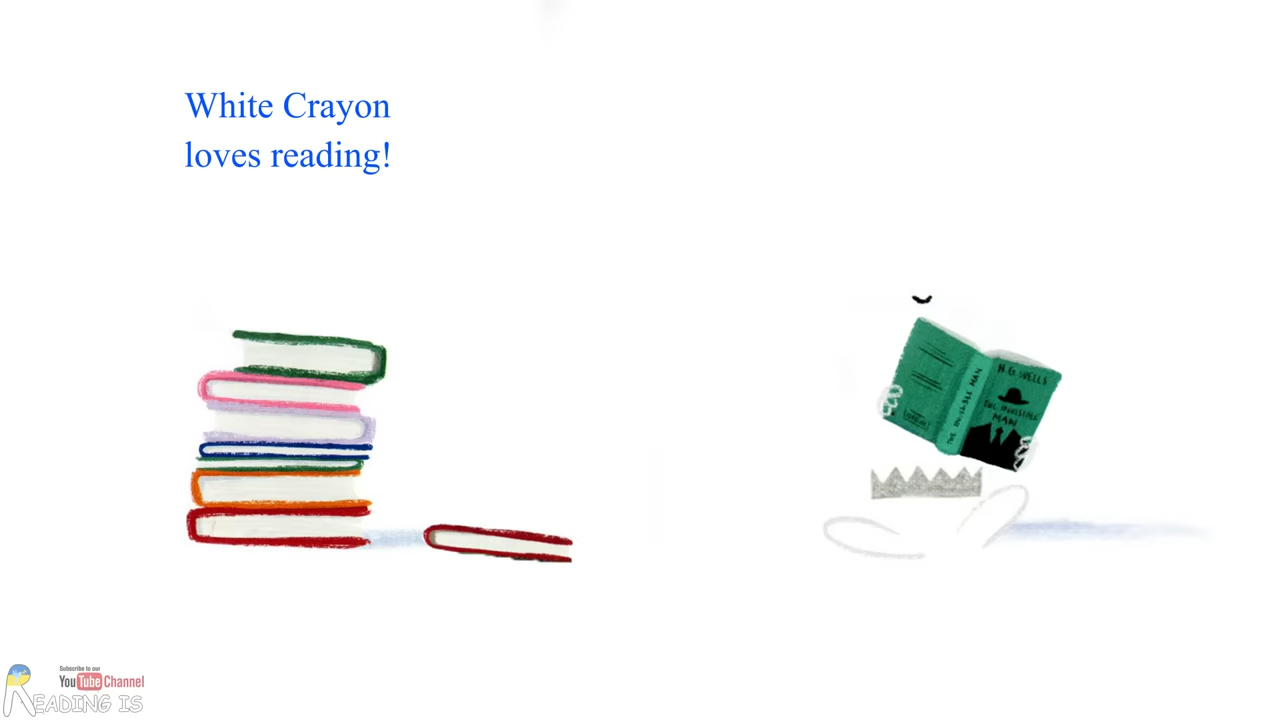 White Crayon
loves reading!
H.G. WELLS
THE INVISIBLE
MAN
THE INVISIBLE MAN
Subscribe to our
YouTube Channel
READING IS